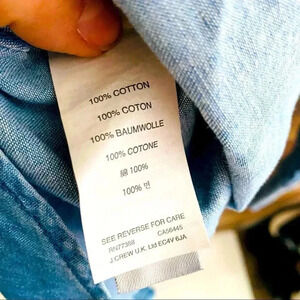 100% COTTON
100% COTON
100% BAUMWOLLE
100% COTONE
綿 100%
100% 면
SEE REVERSE FOR CARE
RN77388 CA56445
J CREW U.K. Ltd EC4V 6JA